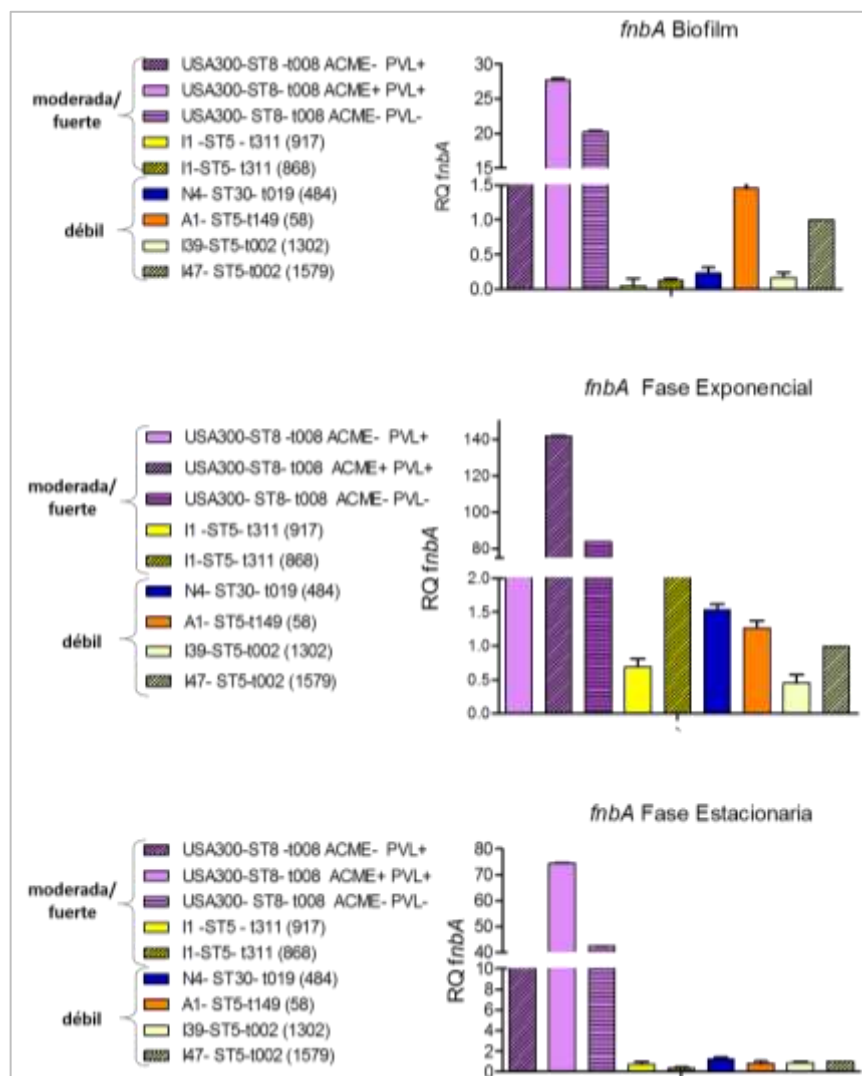 fnbA Biofilm
moderada/
fuerte
débil
USA300-ST8 -t008 ACME- PVL+
USA300-ST8- t008 ACME+ PVL+
USA300- ST8- t008 ACME- PVL-
I1 -ST5 - t311 (917)
I1-ST5- t311 (868)
N4- ST30- t019 (484)
A1- ST5-t149 (58)
I39-ST5-t002 (1302)
I47- ST5-t002 (1579)
RQ fnbA
30
25
20
15
1.5
1.0
0.5
0.0
fnbA Fase Exponencial
moderada/
fuerte
débil
USA300-ST8 -t008 ACME- PVL+
USA300-ST8- t008 ACME+ PVL+
USA300- ST8- t008 ACME- PVL-
I1 -ST5- t311 (917)
I1-ST5- t311 (868)
N4- ST30- t019 (484)
A1- ST5-t149 (58)
I39-ST5-t002 (1302)
I47- ST5-t002 (1579)
RQ fnbA
140
120
100
80
2.0
1.5
1.0
0.5
0.0
fnbA Fase Estacionaria
moderada/
fuerte
débil
USA300-ST8 -t008 ACME- PVL+
USA300-ST8- t008 ACME+ PVL+
USA300- ST8- t008 ACME- PVL-
I1 -ST5 - t311 (917)
I1-ST5- t311 (868)
N4- ST30- t019 (484)
A1- ST5-t149 (58)
I39-ST5-t002 (1302)
I47- ST5-t002 (1579)
RQ fnbA
80
70
60
50
40
10
8
6
4
2
0